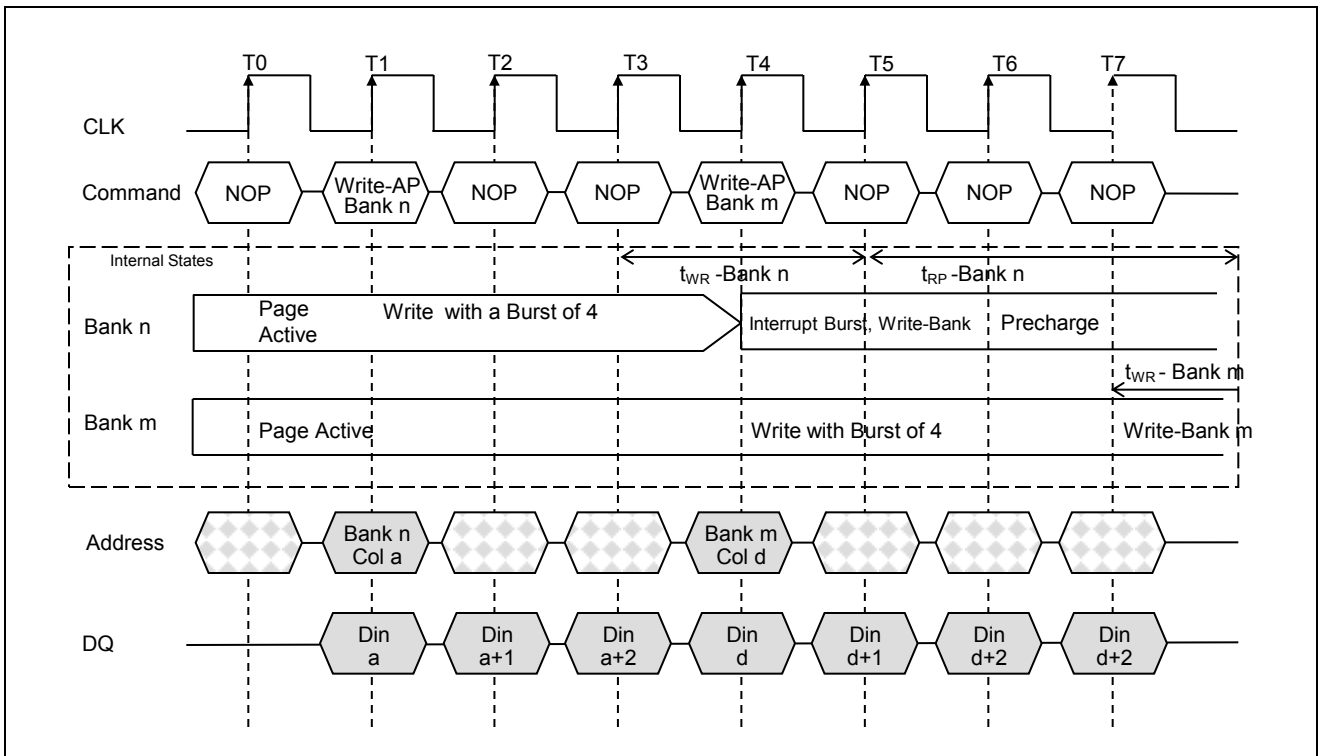 T0 T1 T2 T3 T4 T5 T6 T7
CLK
Command NOP Write-AP Bank n NOP NOP Write-AP Bank m NOP NOP NOP
Internal States
tWR -Bank n tRP -Bank n
Bank n Page Active Write with a Burst of 4 Interrupt Burst, Write-Bank Precharge
tWR - Bank m
Bank m Page Active Write with Burst of 4 Write-Bank m
Address Bank n Col a Bank m Col d
DQ Din a Din a+1 Din a+2 Din d Din d+1 Din d+2 Din d+2